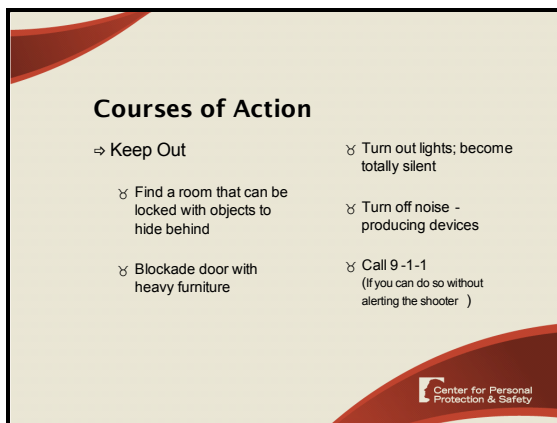 Courses of Action
⇨ Keep Out
♉ Find a room that can be
locked with objects to
hide behind
♉ Blockade door with
heavy furniture
♉ Turn out lights; become
totally silent
♉ Turn off noise -
producing devices
♉ Call 9 -1-1
(If you can do so without
alerting the shooter )
Center for Personal
Protection & Safety